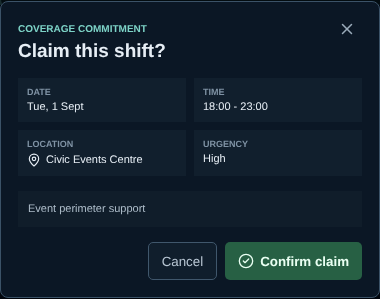 COVERAGE COMMITMENT
Claim this shift?
DATE
Tue, 1 Sept
TIME
18:00 - 23:00
LOCATION
Civic Events Centre
URGENCY
High
Event perimeter support
Cancel
Confirm claim